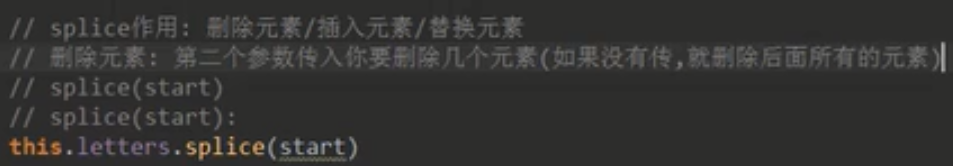 // splice作用: 删除元素/插入元素/替换元素
// 删除元素: 第二个参数传入你要删除几个元素(如果没有传,就删除后面所有的元素)
// splice(start)
// splice(start):
this.letters.splice(start)